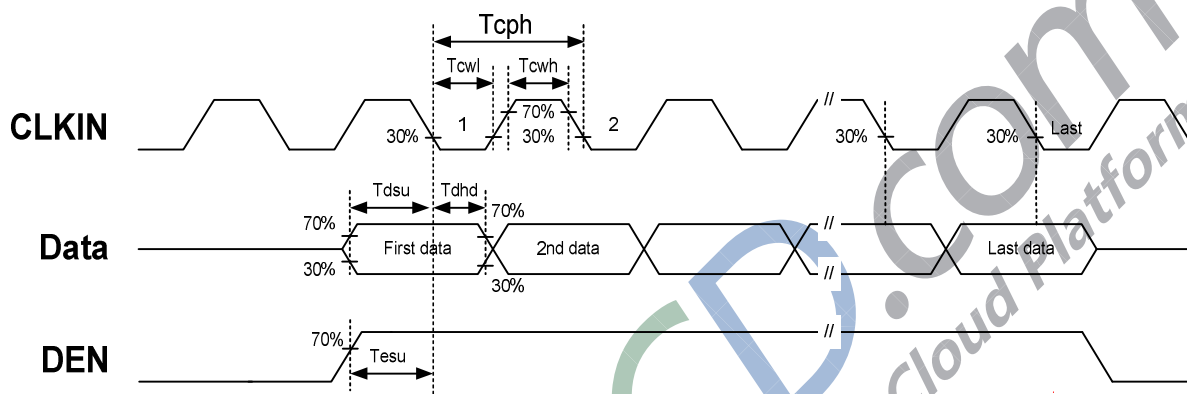 Tcph
Tcwl Tcwh
CLKIN 30% 1 70% 30% 2 // 30% 30% Last
Tdsu Tdhd
70% 70%
Data First data 2nd data // // Last data
30% 30%
70% //
DEN Tesu //
D.com
Cloud Platform